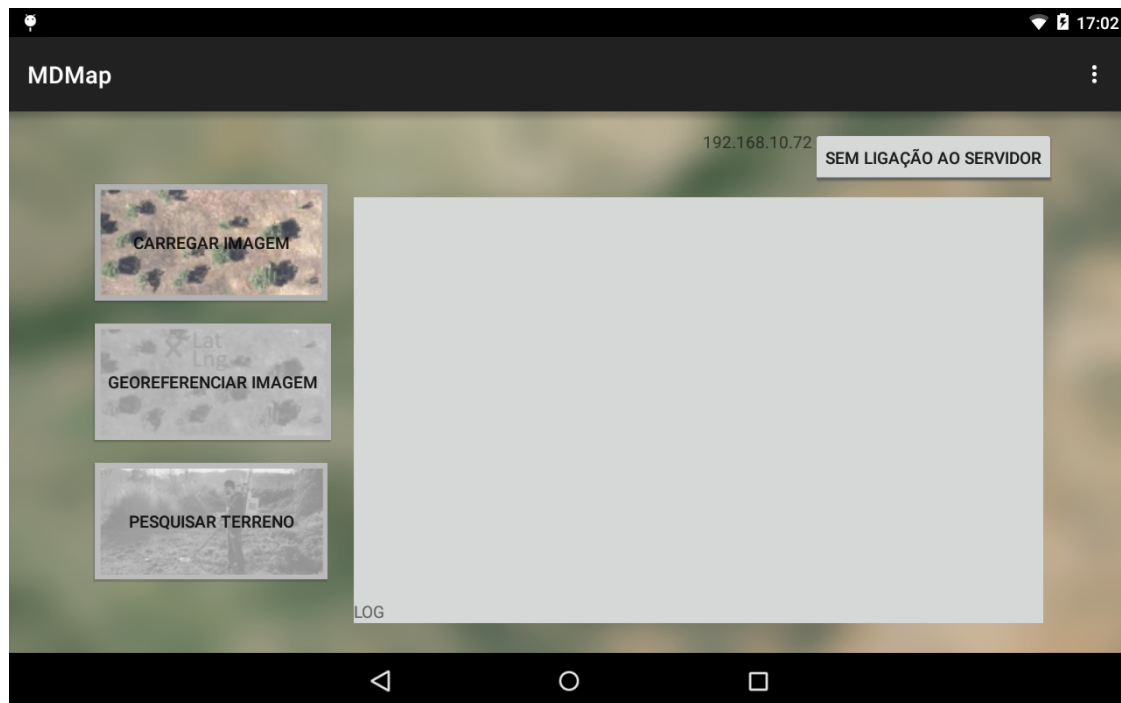 17:02
MDMap
192.168.10.72
SEM LIGAÇÃO AO SERVIDOR
CARREGAR IMAGEM
Lat
Lng
GEOREFERENCIAR IMAGEM
PESQUISAR TERRENO
LOG